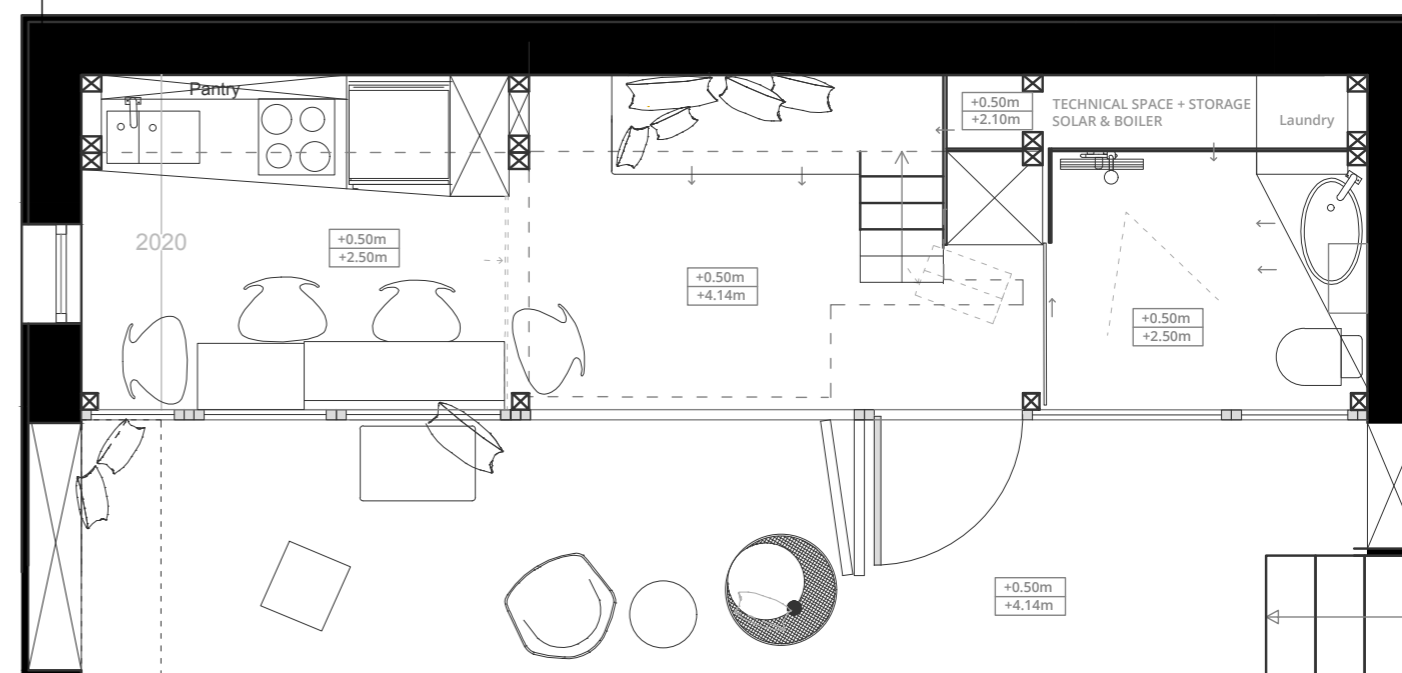 Pantry
+0.50m
+2.10m
TECHNICAL SPACE + STORAGE
SOLAR & BOILER
Laundry
2020
+0.50m
+2.50m
+0.50m
+4.14m
+0.50m
+2.50m
+0.50m
+4.14m